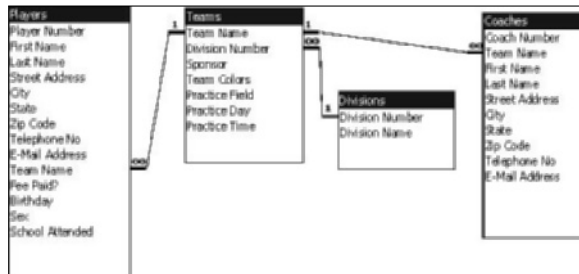 Players
Player Number
First Name
Last Name
Street Address
City
State
Zip Code
Telephone No
E-Mail Address
Team Name
Fee Paid?
Birthday
Sex
School Attended
1
∞
Teams
Team Name
Division Number
Sponsor
Team Colors
Practice Field
Practice Day
Practice Time
1
∞
1
Divisions
Division Number
Division Name
∞
Coaches
Coach Number
Team Name
First Name
Last Name
Street Address
City
State
Zip Code
Telephone No
E-Mail Address